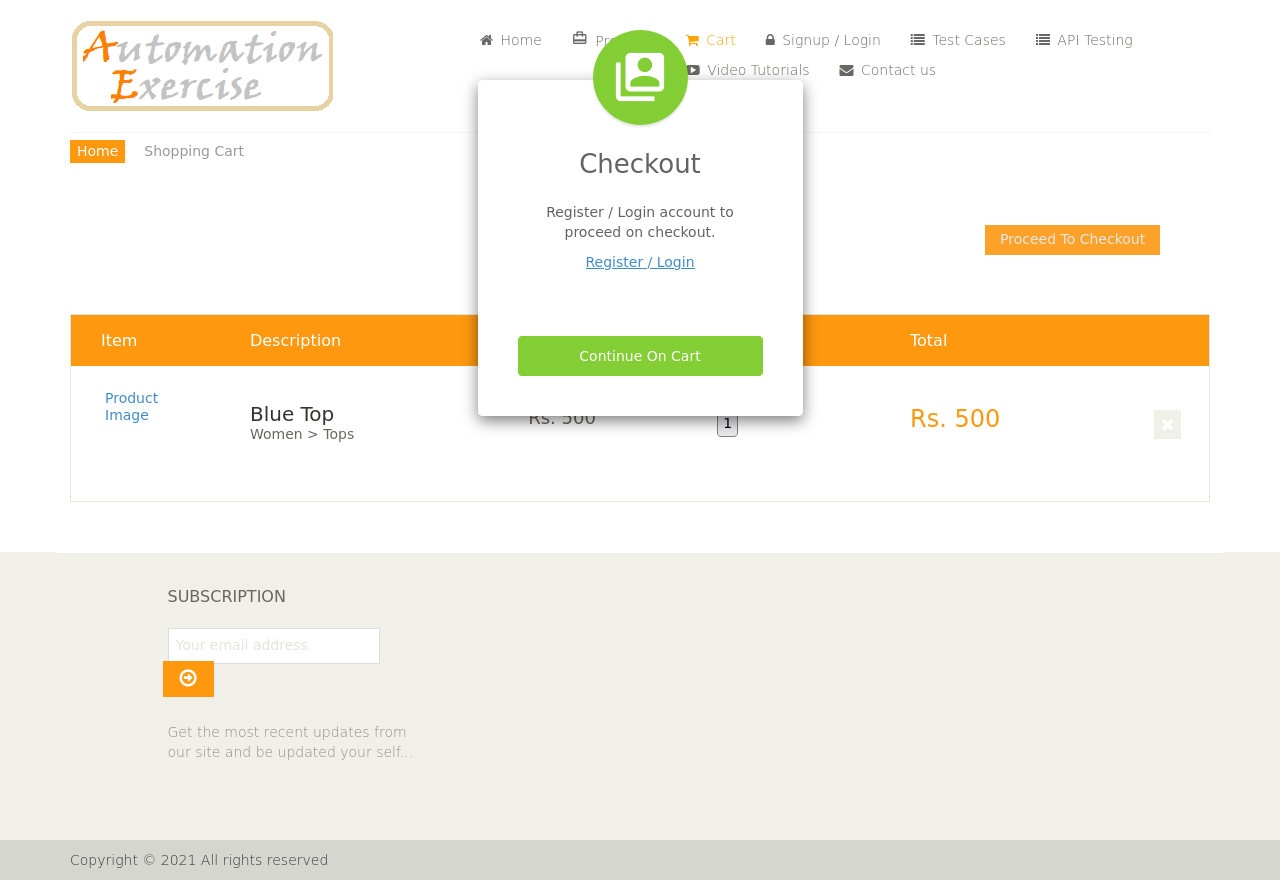 Automation
Exercise
Home
Cart
Signup / Login
Test Cases
API Testing
Video Tutorials
Contact us
Home
Shopping Cart
Checkout
Register / Login account to
proceed on checkout.
Register / Login
Continue On Cart
Proceed To Checkout
Item
Description
Total
Product
Image
Blue Top
Women > Tops
Rs. 500
1
Rs. 500
SUBSCRIPTION
Your email address
Get the most recent updates from
our site and be updated your self...
Copyright © 2021 All rights reserved